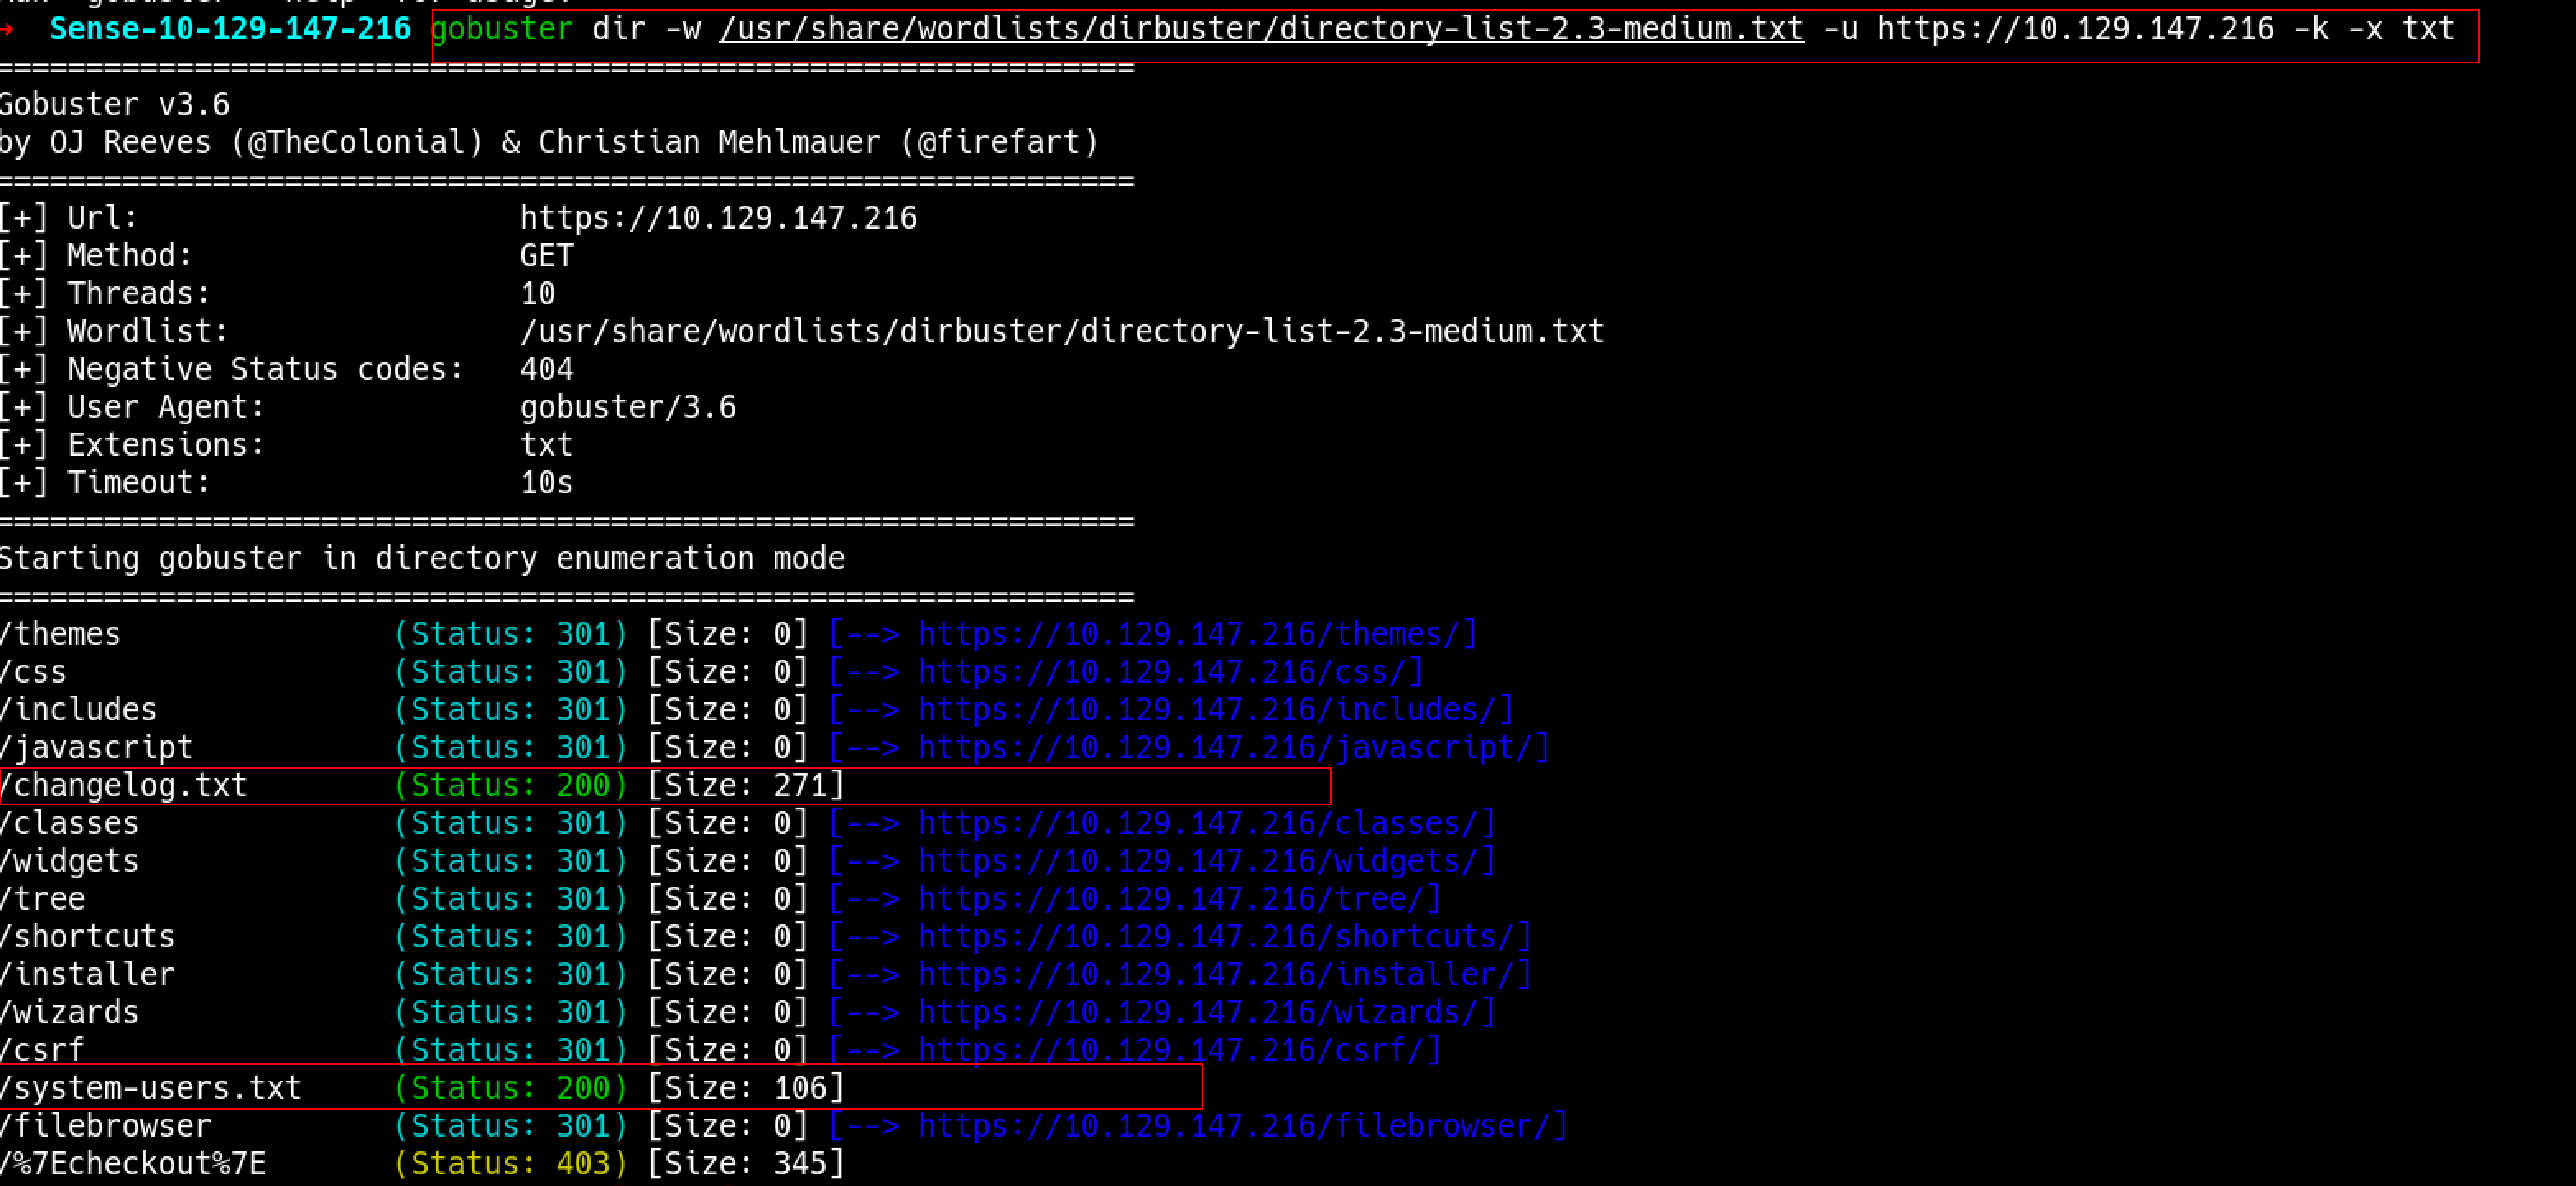 → Sense-10-129-147-216 gobuster dir -w /usr/share/wordlists/dirbuster/directory-list-2.3-medium.txt -u https://10.129.147.216 -k -x txt
===============================================================
Gobuster v3.6
by OJ Reeves (@TheColonial) & Christian Mehlmauer (@firefart)
===============================================================
[+] Url: https://10.129.147.216
[+] Method: GET
[+] Threads: 10
[+] Wordlist: /usr/share/wordlists/dirbuster/directory-list-2.3-medium.txt
[+] Negative Status codes: 404
[+] User Agent: gobuster/3.6
[+] Extensions: txt
[+] Timeout: 10s
===============================================================
Starting gobuster in directory enumeration mode
===============================================================
/themes (Status: 301) [Size: 0] [--> https://10.129.147.216/themes/]
/css (Status: 301) [Size: 0] [--> https://10.129.147.216/css/]
/includes (Status: 301) [Size: 0] [--> https://10.129.147.216/includes/]
/javascript (Status: 301) [Size: 0] [--> https://10.129.147.216/javascript/]
/changelog.txt (Status: 200) [Size: 271]
/classes (Status: 301) [Size: 0] [--> https://10.129.147.216/classes/]
/widgets (Status: 301) [Size: 0] [--> https://10.129.147.216/widgets/]
/tree (Status: 301) [Size: 0] [--> https://10.129.147.216/tree/]
/shortcuts (Status: 301) [Size: 0] [--> https://10.129.147.216/shortcuts/]
/installer (Status: 301) [Size: 0] [--> https://10.129.147.216/installer/]
/wizards (Status: 301) [Size: 0] [--> https://10.129.147.216/wizards/]
/csrf (Status: 301) [Size: 0] [--> https://10.129.147.216/csrf/]
/system-users.txt (Status: 200) [Size: 106]
/filebrowser (Status: 301) [Size: 0] [--> https://10.129.147.216/filebrowser/]
/%7Echeckout%7E (Status: 403) [Size: 345]